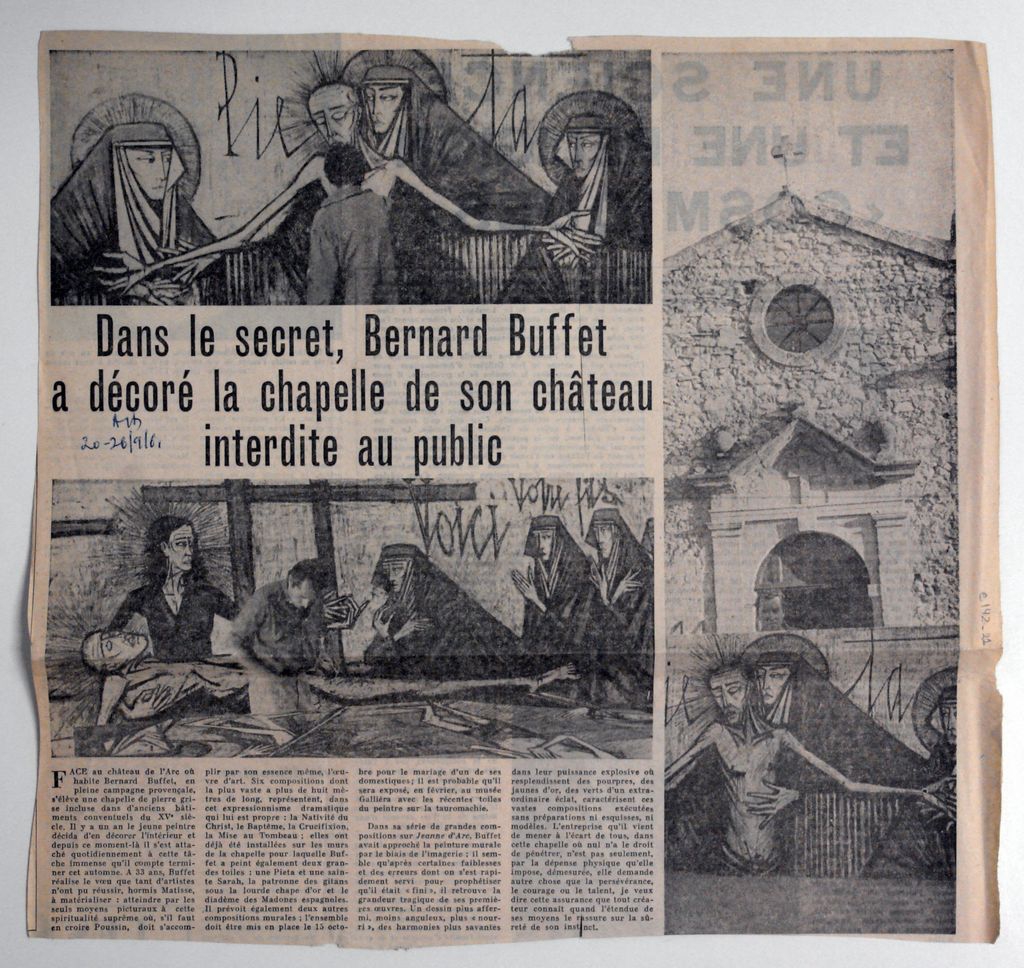 Pie ta
Dans le secret, Bernard Buffet
a décoré la chapelle de son château
interdite au public
20-26/9/61
Voici Votre fils
e 142
ie ta
FACE au château de l'Arc où
habite Bernard Buffet, en
pleine campagne provençale,
s'élève une chapelle de pierre gri-
se incluse dans d'anciens bâti-
ments conventuels du XVe siè-
cle. Il y a un an le jeune peintre
décida d'en décorer l'intérieur et
depuis ce moment-là il s'est atta-
ché quotidiennement à cette tâ-
che immense qu'il compte termi-
ner cet automne. A 33 ans, Buffet
réalise le vœu que tant d'artistes
n'ont pu réussir, hormis Matisse,
à matérialiser : atteindre par les
seuls moyens picturaux à cette
spiritualité suprême où, s'il faut
en croire Poussin, doit s'accom-
plir par son essence même, l'œu-
vre d'art. Six compositions dont
la plus vaste a plus de huit mè-
tres de long, représentent, dans
cet expressionnisme dramatique
qui lui est propre : la Nativité du
Christ, le Baptême, la Crucifixion,
la Mise au Tombeau ; elles ont
déjà été installées sur les murs
de la chapelle pour laquelle Buf-
fet a peint également deux gran-
des toiles : une Pieta et une sain-
te Sarah, la patronne des gitans
sous la lourde chape d'or et le
diadème des Madones espagnoles.
Il prévoit également deux autres
compositions murales ; l'ensemble
doit être mis en place le 15 octo-
bre pour le mariage d'un de ses
domestiques; il est probable qu'il
sera exposé, en février, au musée
Galliéra avec les récentes toiles
du peintre sur la tauromachie.
Dans sa série de grandes com-
positions sur Jeanne d'Arc, Buffet
avait approché la peinture murale
par le biais de l'imagerie ; il sem-
ble qu'après certaines faiblesses
et des erreurs dont on s'est rapi-
dement servi pour prophétiser
qu'il était « fini », il retrouve la
grandeur tragique de ses premiè-
res œuvres. Un dessin plus affer-
mi, moins anguleux, plus « nour-
ri », des harmonies plus savantes
dans leur puissance explosive où
resplendissent des pourpres, des
jaunes d'or, des verts d'un extra-
ordinaire éclat, caractérisent ces
vastes compositions exécutées
sans préparations ni esquisses, ni
modèles. L'entreprise qu'il vient
de mener à l'écart de tous, dans
cette chapelle où nul n'a le droit
de pénétrer, n'est pas seulement,
par la dépense physique qu'elle
impose, démesurée, elle demande
autre chose que la persévérance,
le courage ou le talent, je veux
dire cette assurance que tout créa-
teur connaît quand l'étendue de
ses moyens le rassure sur la sû-
reté de son instinct.